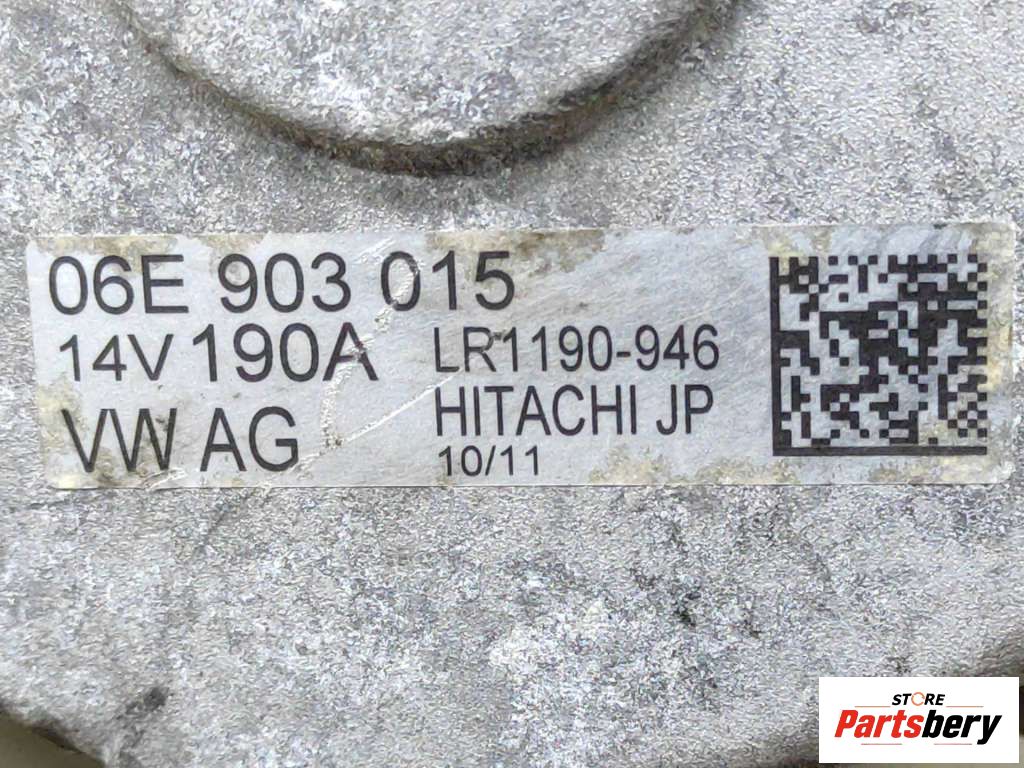 06E 903 015
14V 190A LR1190-946
VW AG HITACHI JP
10/11
STORE
Partsbery